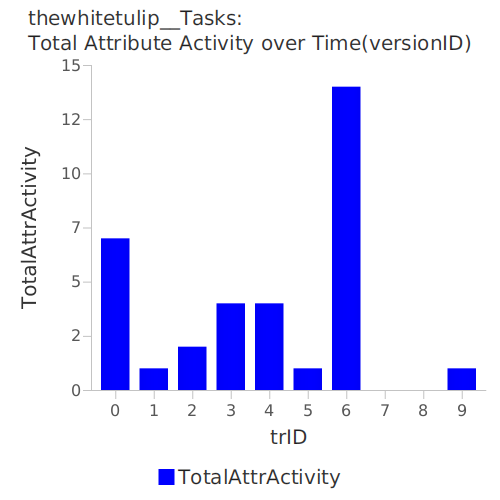 thewhitetulip__Tasks:
Total Attribute Activity over Time(versionID)
15
12
10
7
5
2
0
TotalAttrActivity
0 1 2 3 4 5 6 7 8 9
trID
TotalAttrActivity